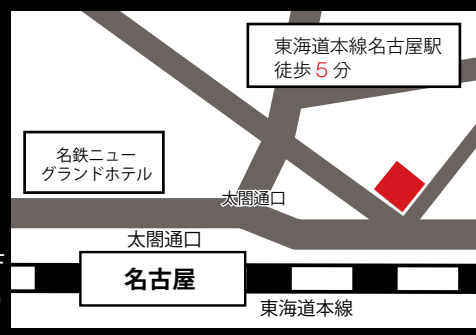 東海道本線名古屋駅
徒歩5分
名鉄ニュー
グランドホテル
太閤通口
太閤通口
名古屋
東海道本線